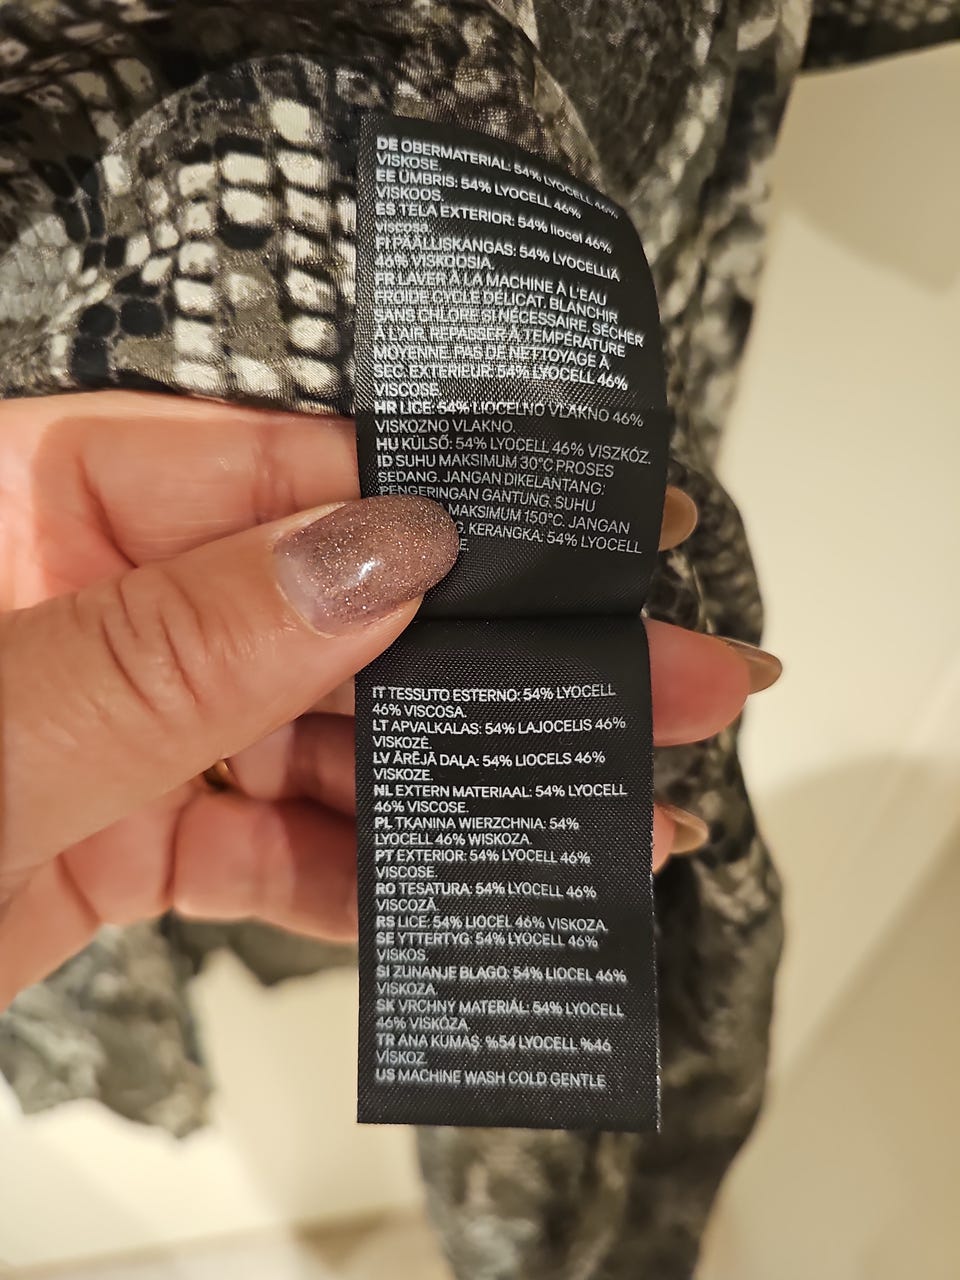 DE OBERMATERIAL: 54% LYOCELL 46%
VISKOSE.
EE ÜMBRIS: 54% LYOCELL 46%
VISKOOS.
ES TELA EXTERIOR: 54% liocel 46%
viscosa.
FI PÄÄLLISKANGAS: 54% LYOCELLIÄ
46% VISKOOSIA.
FR LAVER À LA MACHINE À L'EAU
FROIDE CYCLE DÉLICAT. BLANCHIR
SANS CHLORE SI NÉCESSAIRE. SÉCHER
À L'AIR. REPASSER À TEMPÉRATURE
MOYENNE. PAS DE NETTOYAGE À
SEC. EXTERIEUR: 54% LYOCELL 46%
VISCOSE
HR LICE: 54% LIOCELNO VLAKNO 46%
VISKOZNO VLAKNO.
HU KÜLSŐ: 54% LYOCELL 46% VISZKÓZ.
ID SUHU MAKSIMUM 30°C PROSES
SEDANG. JANGAN DIKELANTANG;
PENGERINGAN GANTUNG. SUHU
MAKSIMUM 150°C. JANGAN
KERANGKA: 54% LYOCELL
IT TESSUTO ESTERNO: 54% LYOCELL
46% VISCOSA.
LT APVALKALAS: 54% LAJOCELIS 46%
VISKOZĖ.
LV ĀRĒJĀ DAĻA: 54% LIOCELS 46%
VISKOZE.
NL EXTERN MATERIAAL: 54% LYOCELL
46% VISCOSE.
PL TKANINA WIERZCHNIA: 54%
LYOCELL 46% WISKOZA.
PT EXTERIOR: 54% LYOCELL 46%
VISCOSE.
RO TESATURA: 54% LYOCELL 46%
VISCOZĂ.
RS LICE: 54% LIOCEL 46% VISKOZA.
SE YTTERTYG: 54% LYOCELL 46%
VISKOS.
SI ZUNANJE BLAGO: 54% LIOCEL 46%
VISKOZA.
SK VRCHNÝ MATERIÁL: 54% LYOCELL
46% VISKÓZA.
TR ANA KUMAŞ: %54 LYOCELL %46
VİSKOZ.
US MACHINE WASH COLD GENTLE